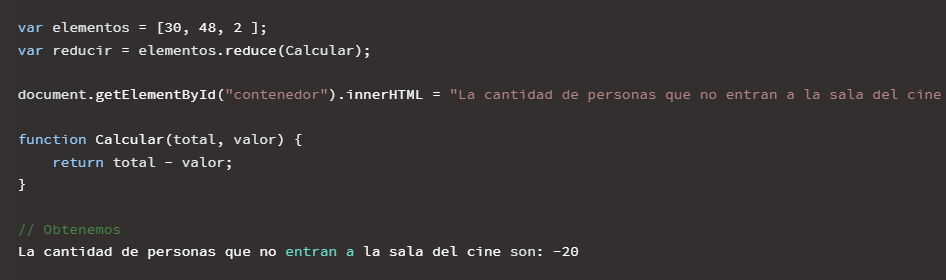 var elementos = [30, 48, 2 ];
var reducir = elementos.reduce(Calcular);
document.getElementById("contenedor").innerHTML = "La cantidad de personas que no entran a la sala del cine
function Calcular(total, valor) {
return total - valor;
}
// Obtenemos
La cantidad de personas que no entran a la sala del cine son: -20